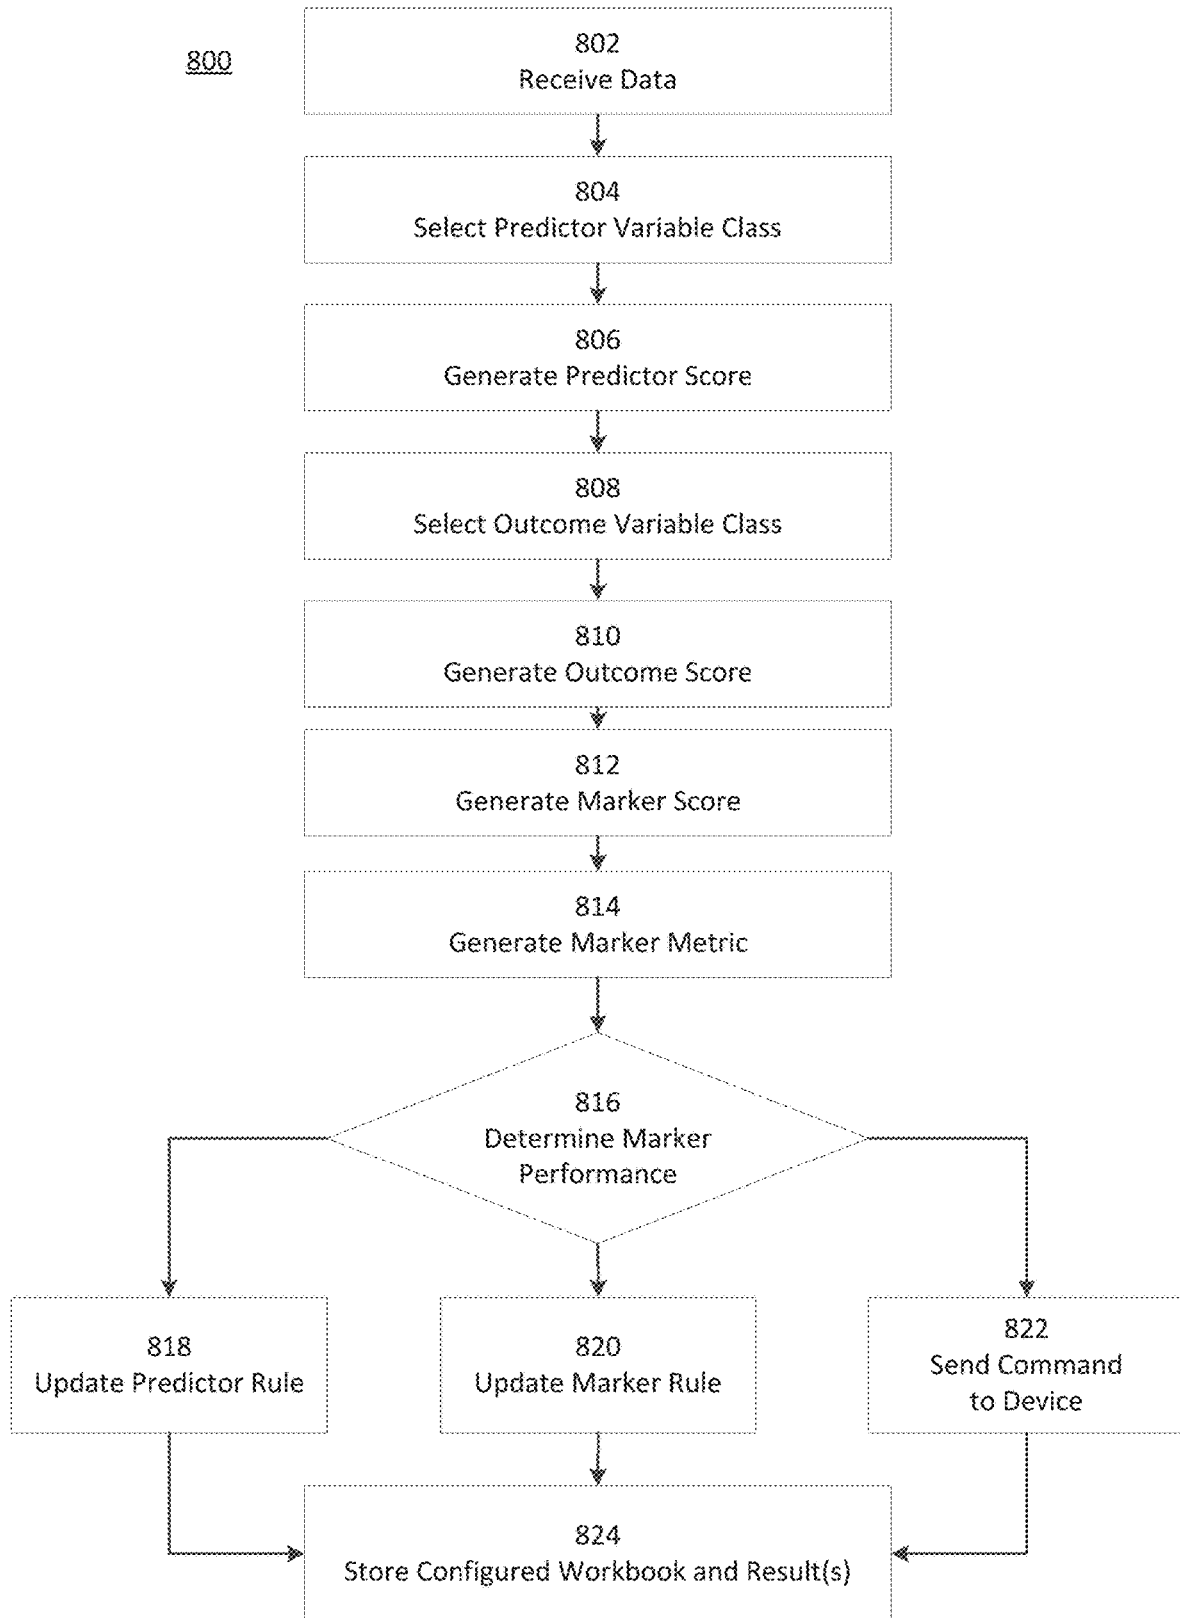 800
802
Receive Data
804
Select Predictor Variable Class
806
Generate Predictor Score
808
Select Outcome Variable Class
810
Generate Outcome Score
812
Generate Marker Score
814
Generate Marker Metric
816
Determine Marker
Performance
818
Update Predictor Rule
820
Update Marker Rule
822
Send Command
to Device
824
Store Configured Workbook and Result(s)